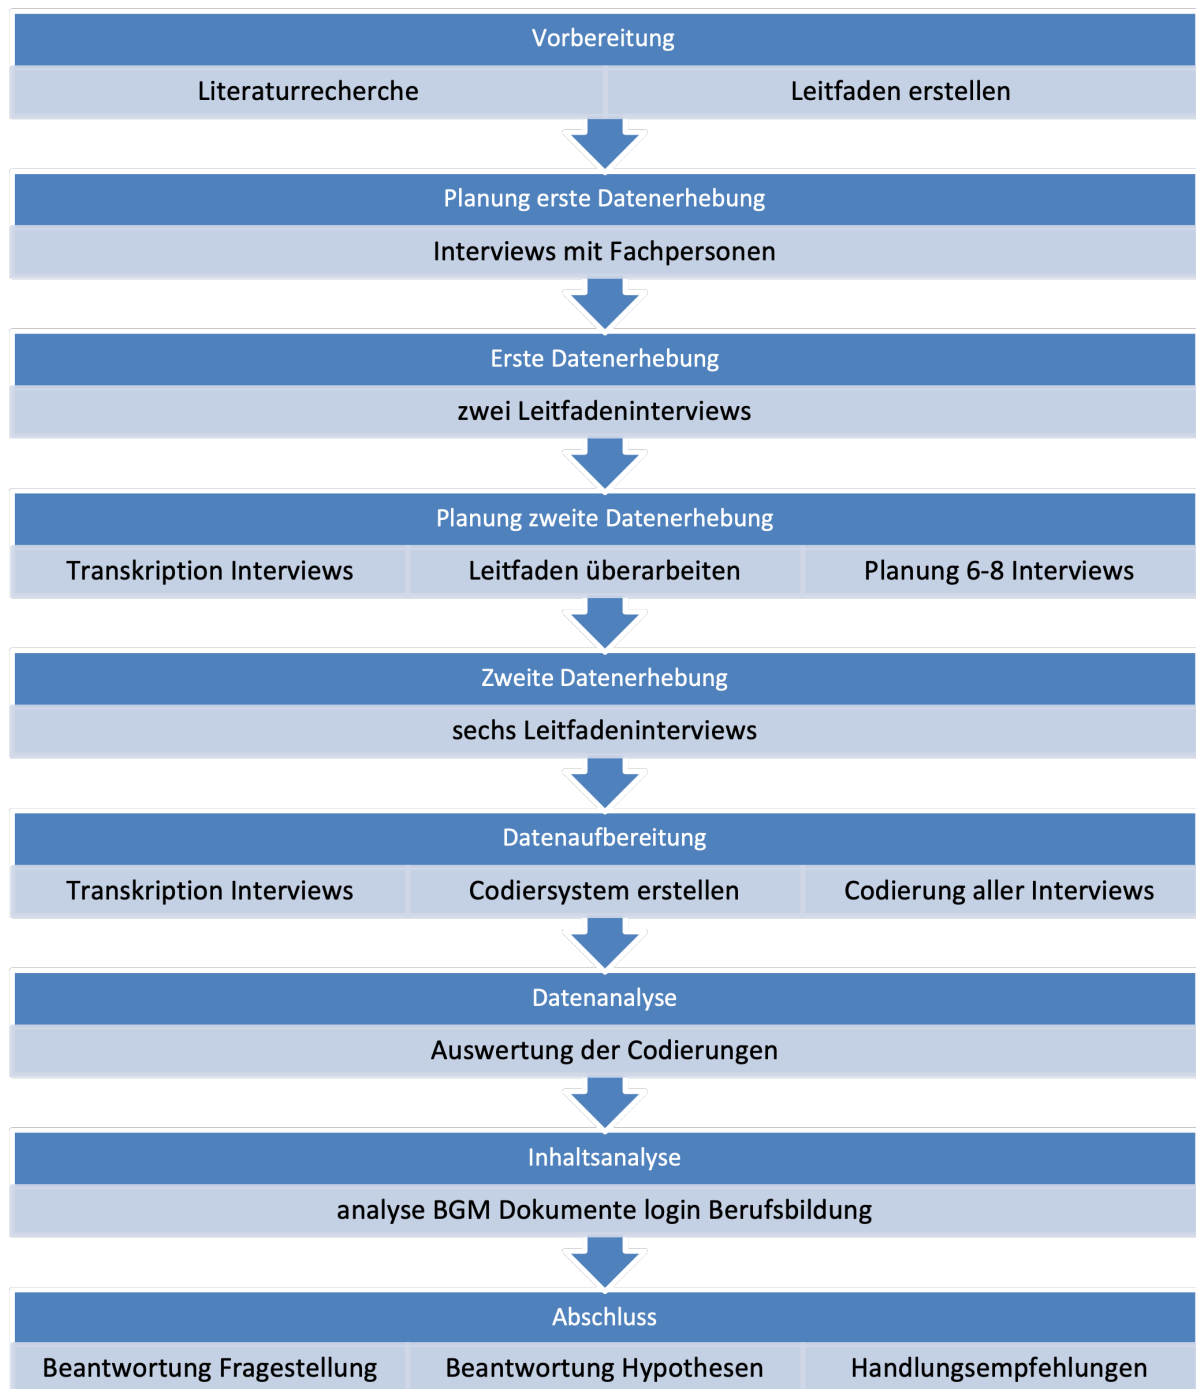 Vorbereitung
Literaturrecherche Leitfaden erstellen
Planung erste Datenerhebung
Interviews mit Fachpersonen
Erste Datenerhebung
zwei Leitfadeninterviews
Planung zweite Datenerhebung
Transkription Interviews Leitfaden überarbeiten Planung 6-8 Interviews
Zweite Datenerhebung
sechs Leitfadeninterviews
Datenaufbereitung
Transkription Interviews Codiersystem erstellen Codierung aller Interviews
Datenanalyse
Auswertung der Codierungen
Inhaltsanalyse
analyse BGM Dokumente login Berufsbildung
Abschluss
Beantwortung Fragestellung Beantwortung Hypothesen Handlungsempfehlungen